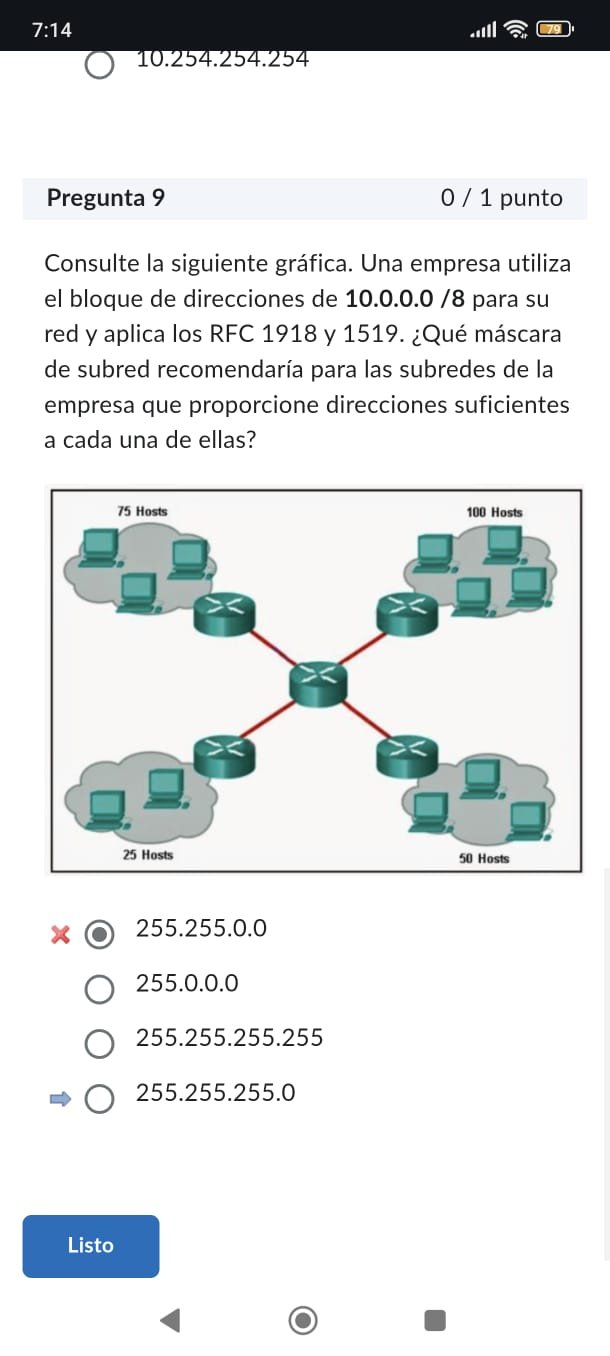 7:14
79
10.254.254.254
Pregunta 9
0 / 1 punto
Consulte la siguiente gráfica. Una empresa utiliza
el bloque de direcciones de 10.0.0.0 /8 para su
red y aplica los RFC 1918 y 1519. ¿Qué máscara
de subred recomendaría para las subredes de la
empresa que proporcione direcciones suficientes
a cada una de ellas?
75 Hosts
100 Hosts
25 Hosts
50 Hosts
255.255.0.0
255.0.0.0
255.255.255.255
255.255.255.0
Listo